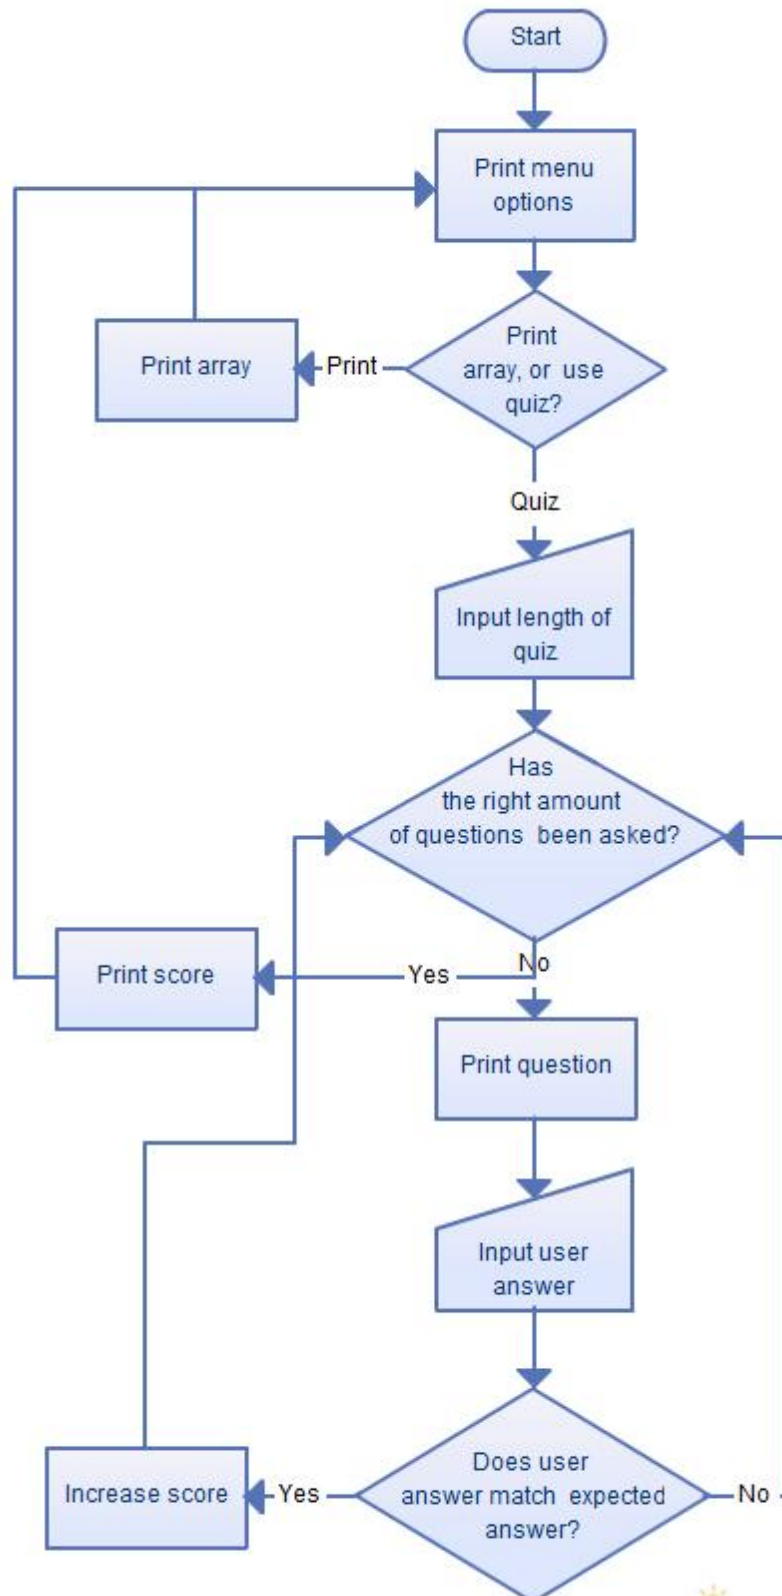 Start
Print menu
options
Print
array, or use
quiz?
Print
Print array
Quiz
Input length of
quiz
Has
the right amount
of questions been asked?
No
Yes
Print score
Print question
Input user
answer
Does user
answer match expected
answer?
Yes
Increase score
No